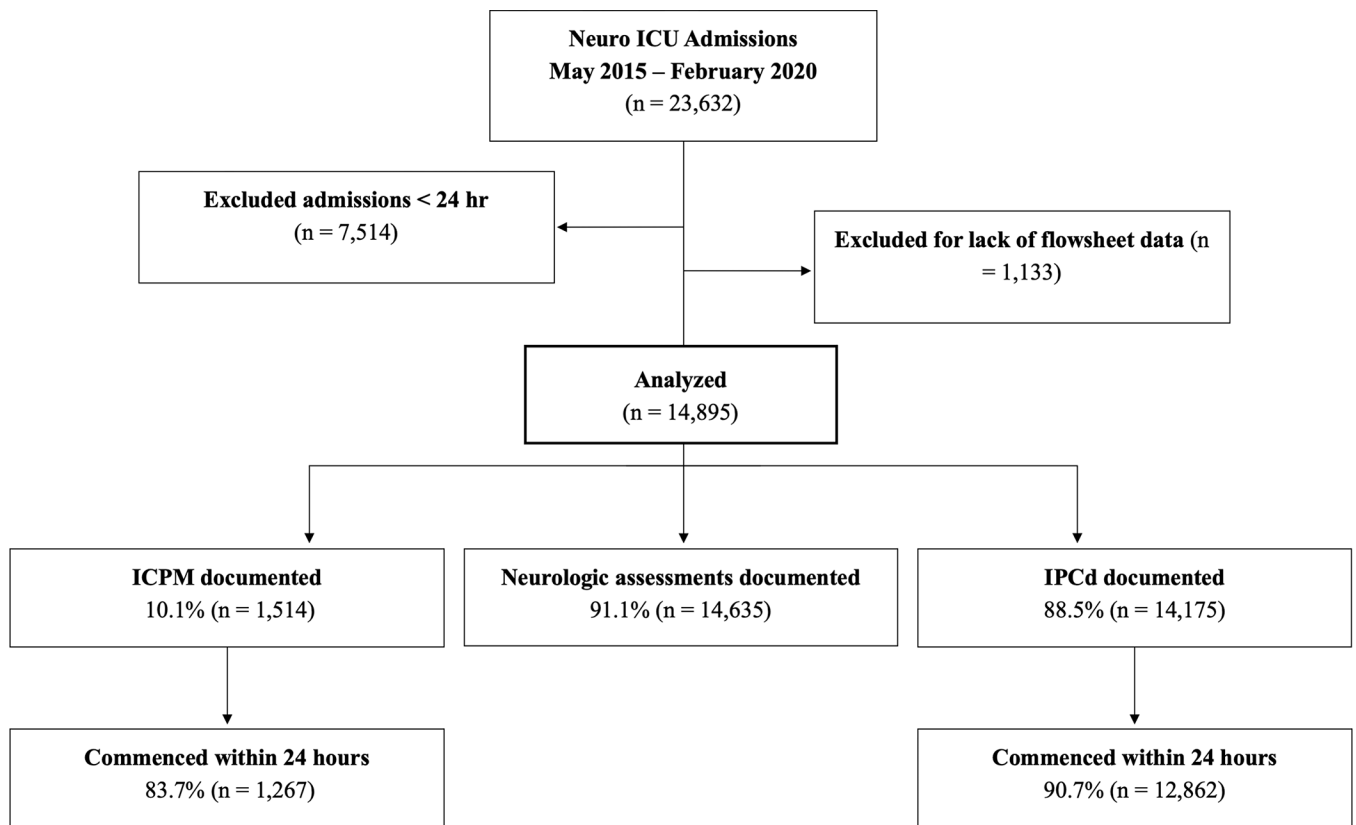 Neuro ICU Admissions
May 2015 – February 2020
(n = 23,632)
Excluded admissions < 24 hr
(n = 7,514)
Excluded for lack of flowsheet data (n
= 1,133)
Analyzed
(n = 14,895)
ICPM documented
10.1% (n = 1,514)
Neurologic assessments documented
91.1% (n = 14,635)
IPCd documented
88.5% (n = 14,175)
Commenced within 24 hours
83.7% (n = 1,267)
Commenced within 24 hours
90.7% (n = 12,862)